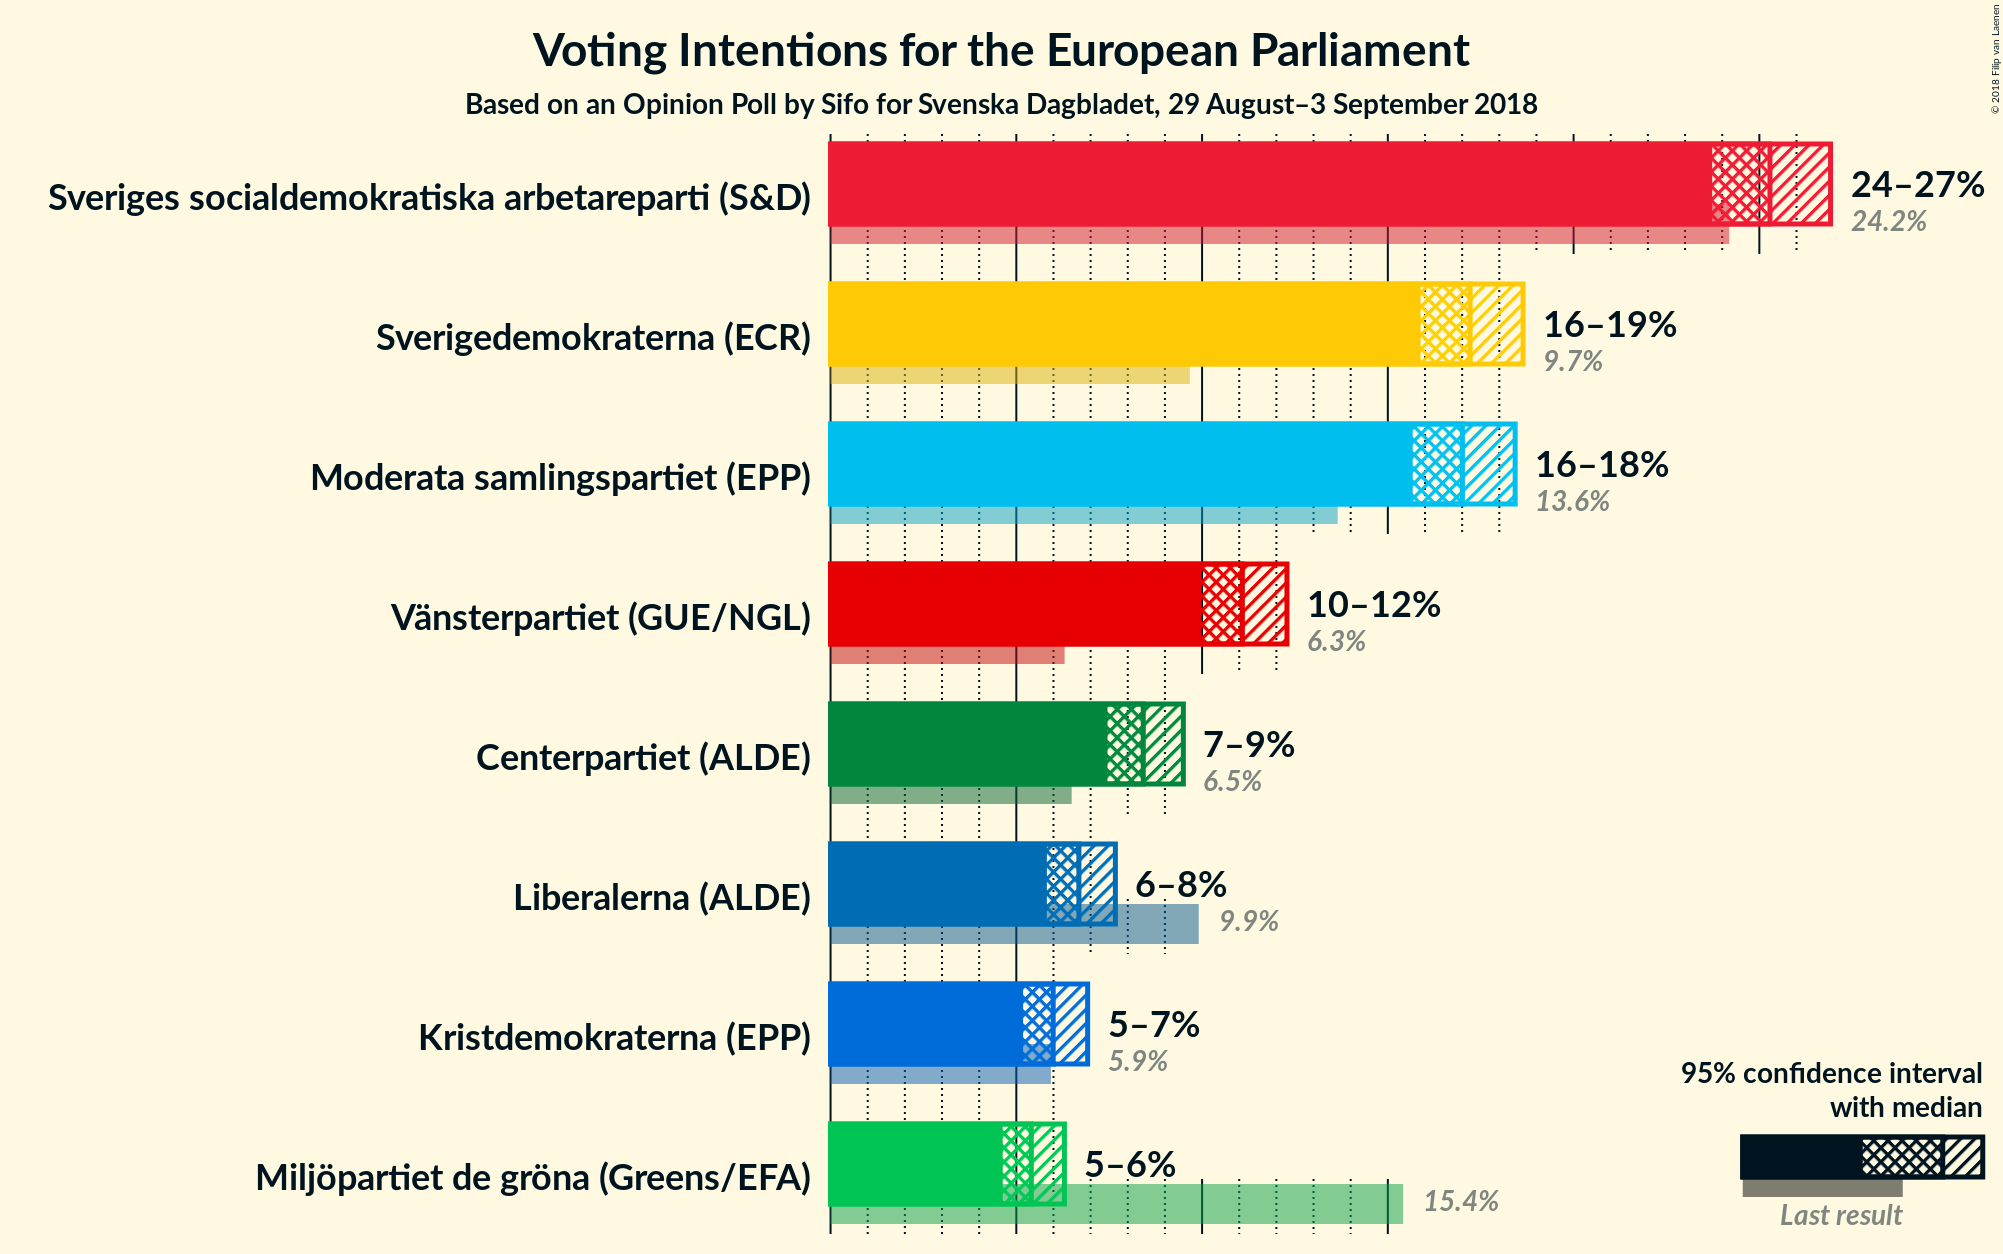 Voting Intentions for the European Parliament
Based on an Opinion Poll by Sifo for Svenska Dagbladet, 29 August–3 September 2018
© 2018 Filip van Laenen
Sveriges socialdemokratiska arbetareparti (S&D)
24–27%
24.2%
Sverigedemokraterna (ECR)
16–19%
9.7%
Moderata samlingspartiet (EPP)
16–18%
13.6%
Vänsterpartiet (GUE/NGL)
10–12%
6.3%
Centerpartiet (ALDE)
7–9%
6.5%
Liberalerna (ALDE)
6–8%
9.9%
Kristdemokraterna (EPP)
5–7%
5.9%
Miljöpartiet de gröna (Greens/EFA)
5–6%
15.4%
95% confidence interval
with median
Last result